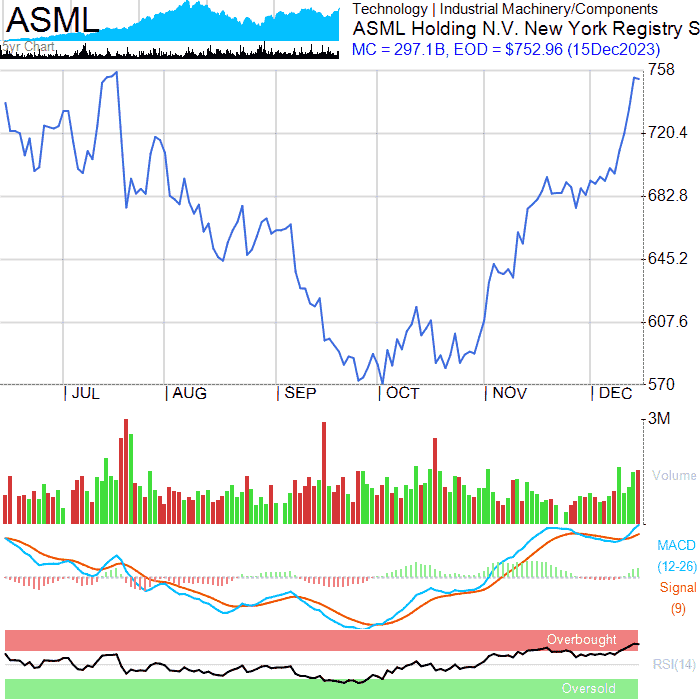 ASML
5yr Chart
Technology | Industrial Machinery/Components
ASML Holding N.V. New York Registry S
MC = 297.1B, EOD = $752.96 (15Dec2023)
758
720.4
682.8
645.2
607.6
570
| JUL | AUG | SEP | OCT | NOV | DEC
3M
Volume
MACD
(12-26)
Signal
(9)
Overbought
RSI(14)
Oversold